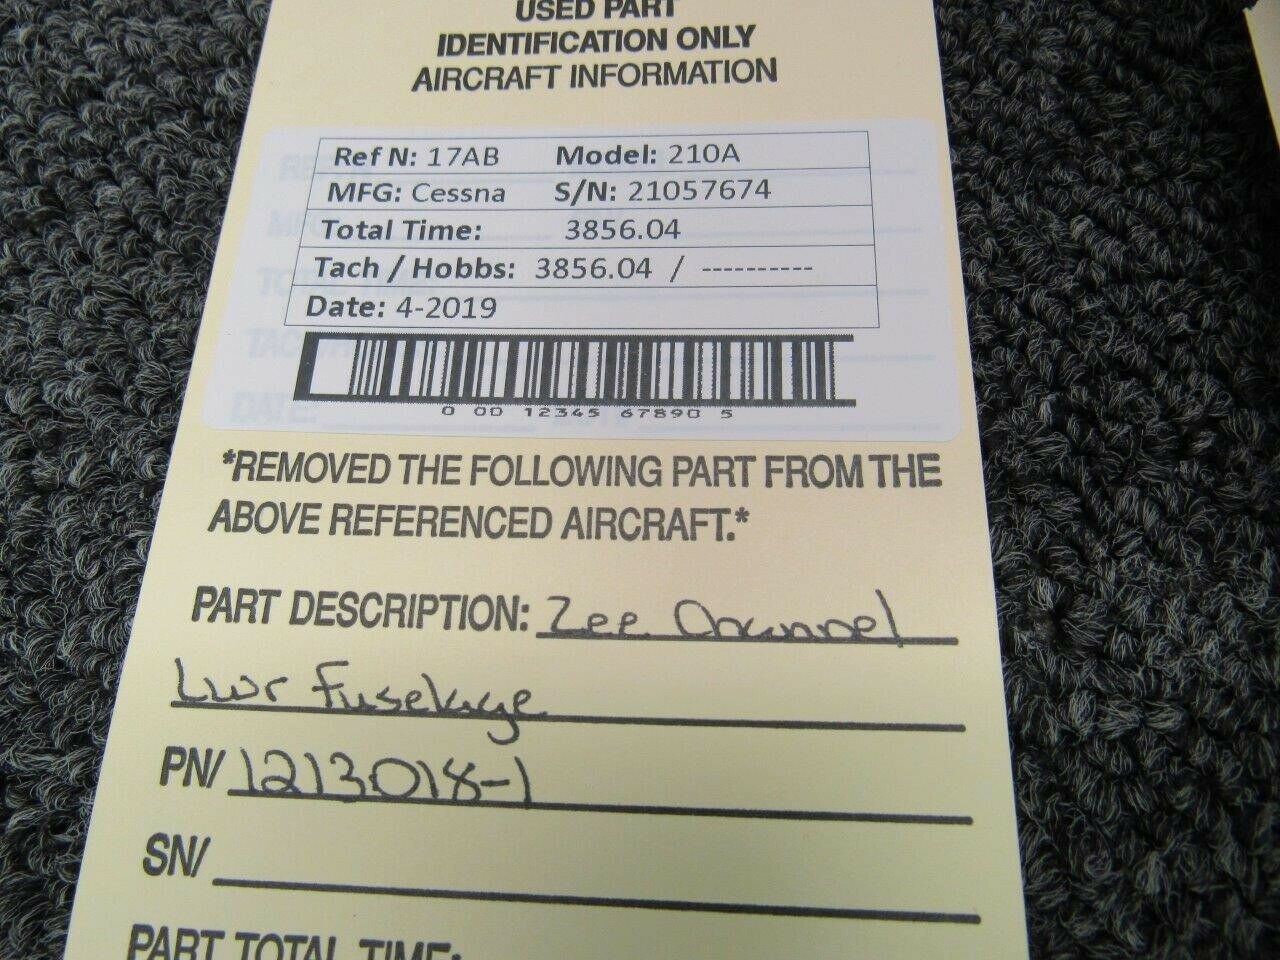 USED PART
IDENTIFICATION ONLY
AIRCRAFT INFORMATION
Ref N: 17AB Model: 210A
MFG: Cessna S/N: 21057674
Total Time: 3856.04
Tach / Hobbs: 3856.04 / ----------
Date: 4-2019
0 00 12345 67890 5
*REMOVED THE FOLLOWING PART FROM THE
ABOVE REFERENCED AIRCRAFT.*
PART DESCRIPTION: Zee Channel
Lwr Fuselage
PN/ 1213018-1
SN/
PART TOTAL TIME: